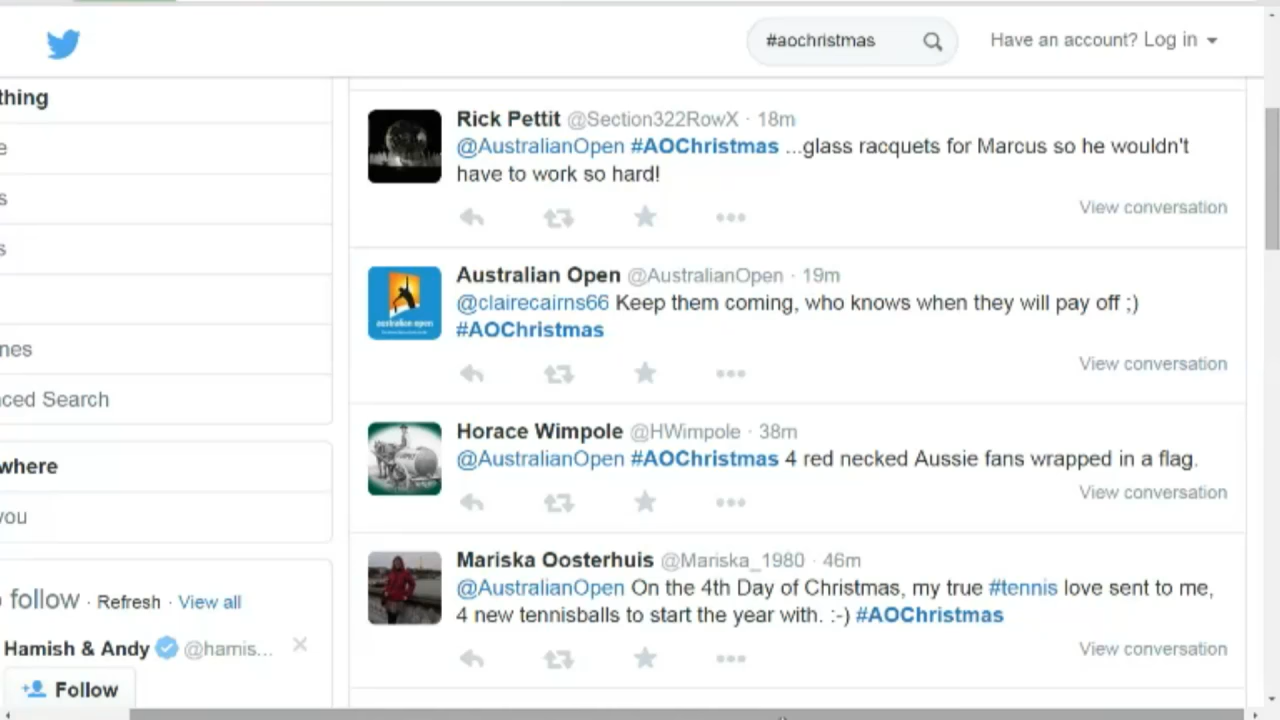 #aochristmas
Have an account? Log in
thing
e
s
s
nes
ced Search
where
you
follow · Refresh · View all
Hamish & Andy @hamis...
Follow
Rick Pettit @Section322RowX · 18m
@AustralianOpen #AOChristmas ...glass racquets for Marcus so he wouldn't
have to work so hard!
View conversation
Australian Open @AustralianOpen · 19m
@clairecairns66 Keep them coming, who knows when they will pay off ;)
#AOChristmas
australian open
View conversation
Horace Wimpole @HWimpole · 38m
@AustralianOpen #AOChristmas 4 red necked Aussie fans wrapped in a flag.
View conversation
Mariska Oosterhuis @Mariska_1980 · 46m
@AustralianOpen On the 4th Day of Christmas, my true #tennis love sent to me,
4 new tennisballs to start the year with. :-) #AOChristmas
View conversation